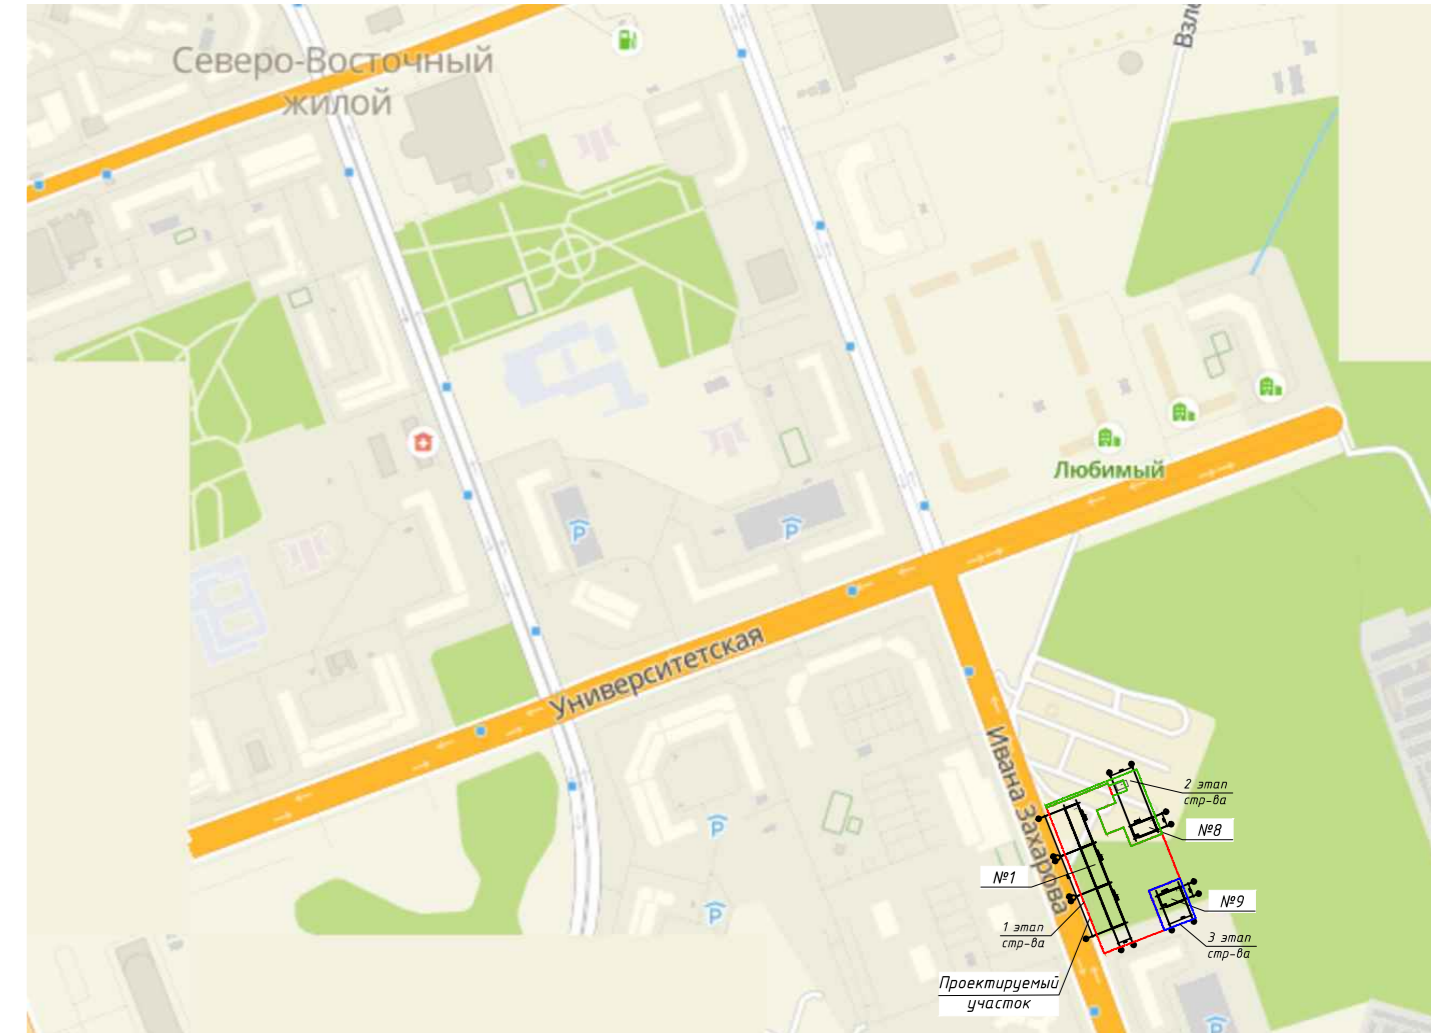 Северо-Восточный
жилой
Взлё
Любимый
Университетская
Ивана Захарова
P
P
P
P
P
2 этап
стр-ва
№8
№1
№9
1 этап
стр-ва
3 этап
стр-ва
Проектируемый
участок